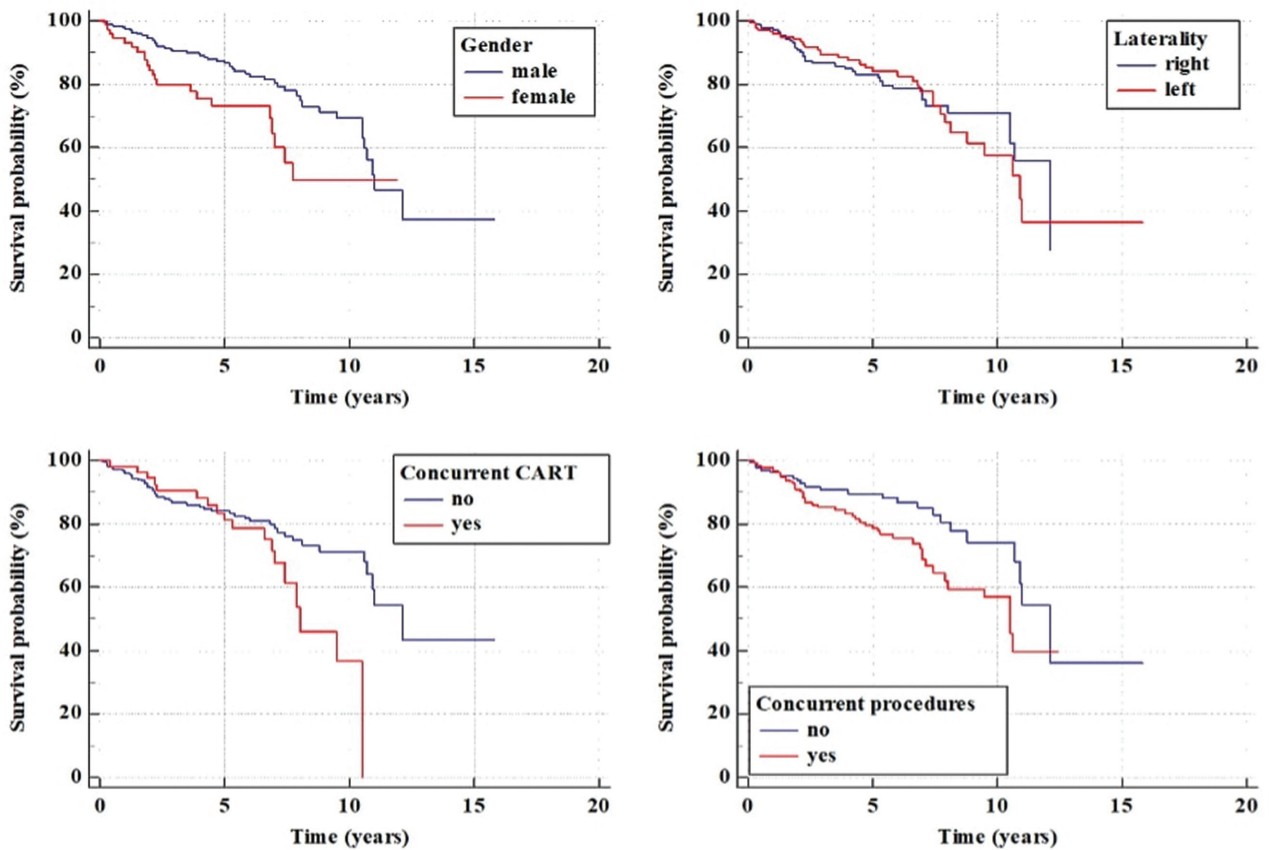 100
80
60
40
20
0
Survival probability (%)
Gender
male
female
0 5 10 15 20
Time (years)
100
80
60
40
20
0
Survival probability (%)
Laterality
right
left
0 5 10 15 20
Time (years)
100
80
60
40
20
0
Survival probability (%)
Concurrent CART
no
yes
0 5 10 15 20
Time (years)
100
80
60
40
20
0
Survival probability (%)
Concurrent procedures
no
yes
0 5 10 15 20
Time (years)